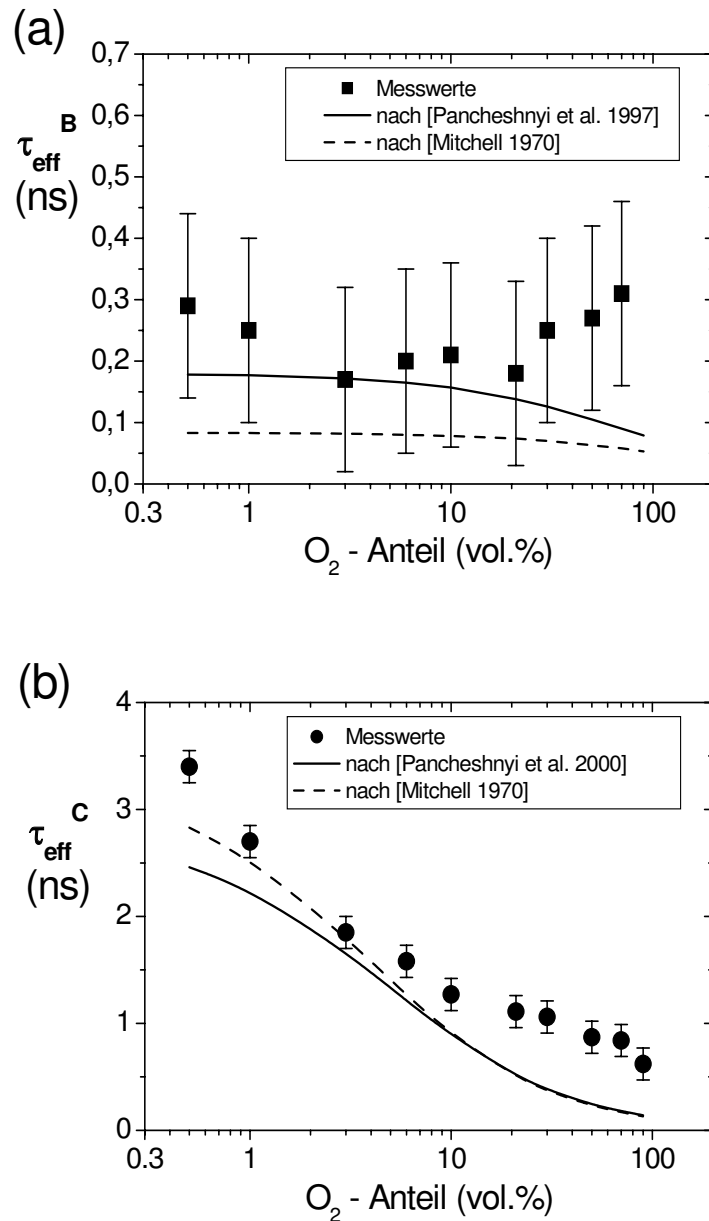 (a)
0,7
0,6
0,5
0,4
0,3
0,2
0,1
0,0
τ_eff^B
(ns)
Messwerte
nach [Pancheshnyi et al. 1997]
nach [Mitchell 1970]
0.3 1 10 100
O₂ - Anteil (vol.%)
(b)
4
3
2
1
0
τ_eff^C
(ns)
Messwerte
nach [Pancheshnyi et al. 2000]
nach [Mitchell 1970]
0.3 1 10 100
O₂ - Anteil (vol.%)